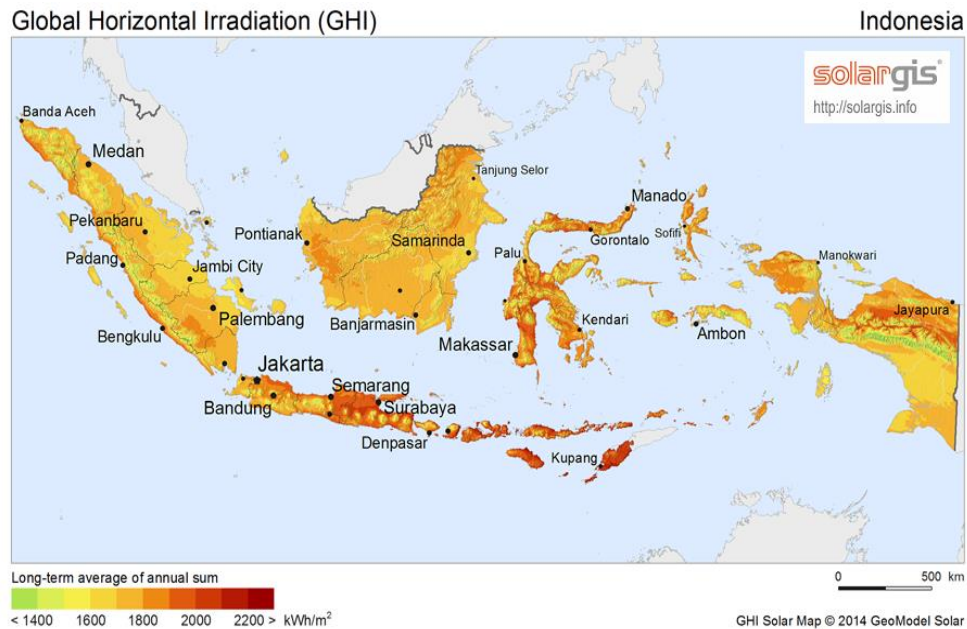 Global Horizontal Irradiation (GHI)
Indonesia
solargis
http://solargis.info
Banda Aceh
Medan
Tanjung Selor
Manado
Pekanbaru
Pontianak
Samarinda
Gorontalo
Sofifi
Padang
Palu
Manokwari
Jambi City
Bengkulu
Palembang
Banjarmasin
Kendari
Ambon
Jayapura
Makassar
Jakarta
Semarang
Bandung
Surabaya
Denpasar
Kupang
Long-term average of annual sum
< 1400 1600 1800 2000 2200 > kWh/m²
0 500 km
GHI Solar Map © 2014 GeoModel Solar